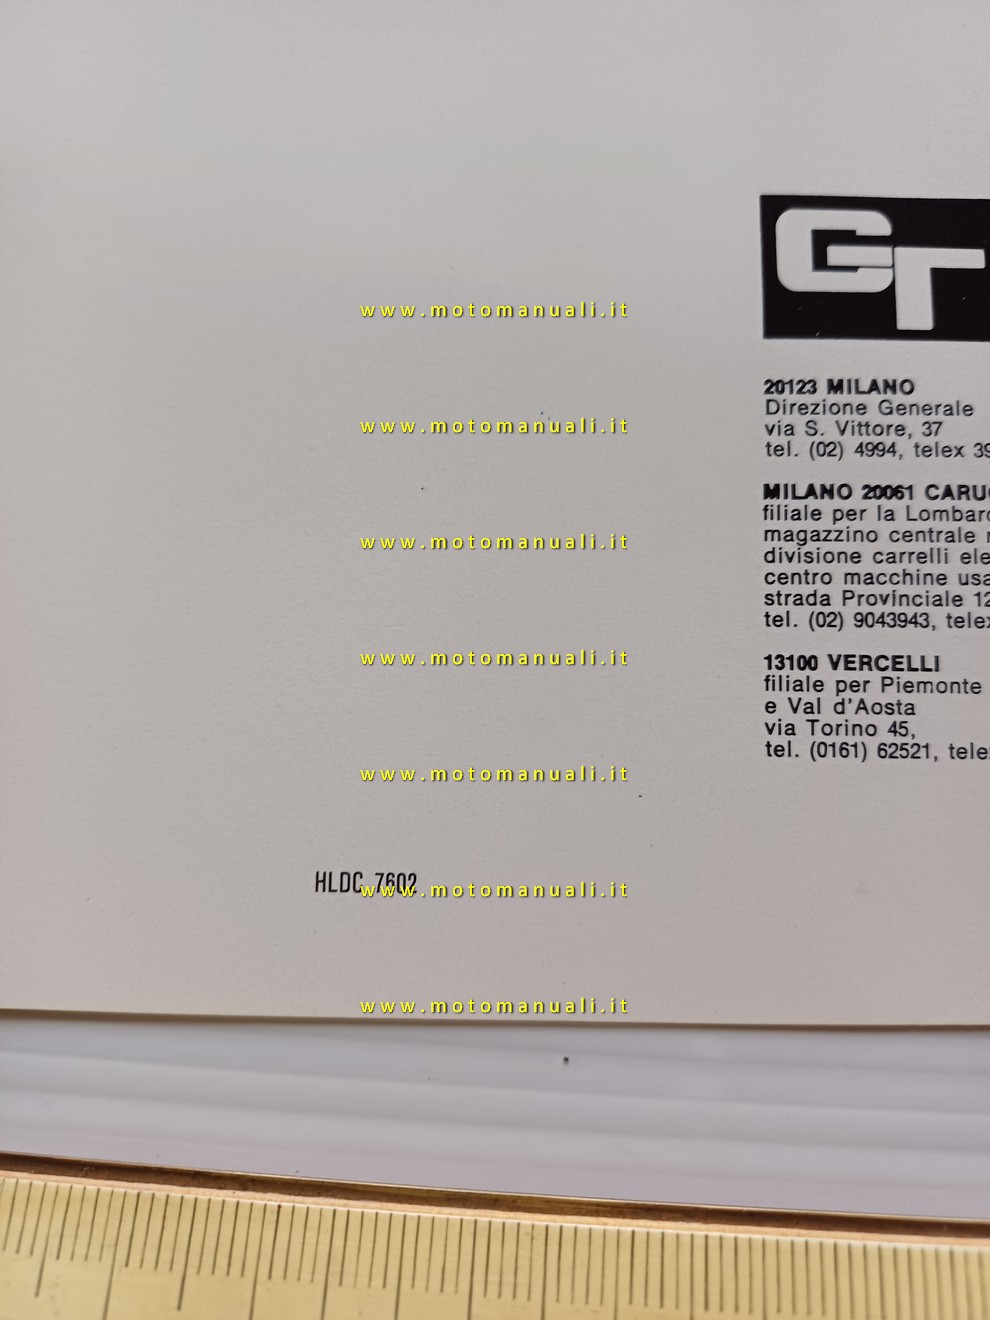 GT
20123 MILANO
Direzione Generale
via S. Vittore, 37
tel. (02) 4994, telex
MILANO 20061
filiale per la
magazzino centrale
divisione carrelli
centro macchine
strada Provinciale
tel. (02) 9043943,
13100 VERCELLI
filiale per Piemonte
e Val d'Aosta
via Torino 45,
tel. (0161) 62521,
HLDC 7602
www.motomanuali.it
www.motomanuali.it
www.motomanuali.it
www.motomanuali.it
www.motomanuali.it
www.motomanuali.it
www.motomanuali.it